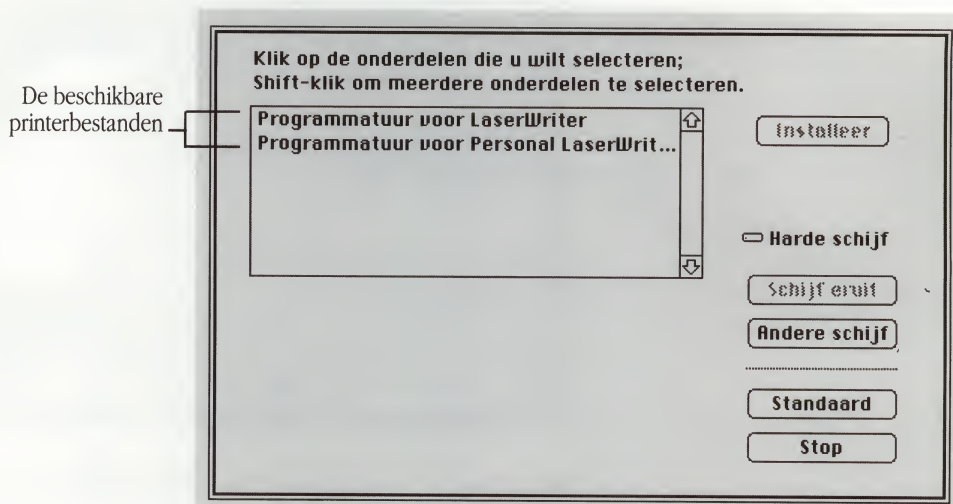 De beschikbare
printerbestanden
Klik op de onderdelen die u wilt selecteren;
Shift-klik om meerdere onderdelen te selecteren.
Programmatuur voor LaserWriter
Programmatuur voor Personal LaserWrit...
Installeer
Harde schijf
Schijf eruit
Andere schijf
Standaard
Stop